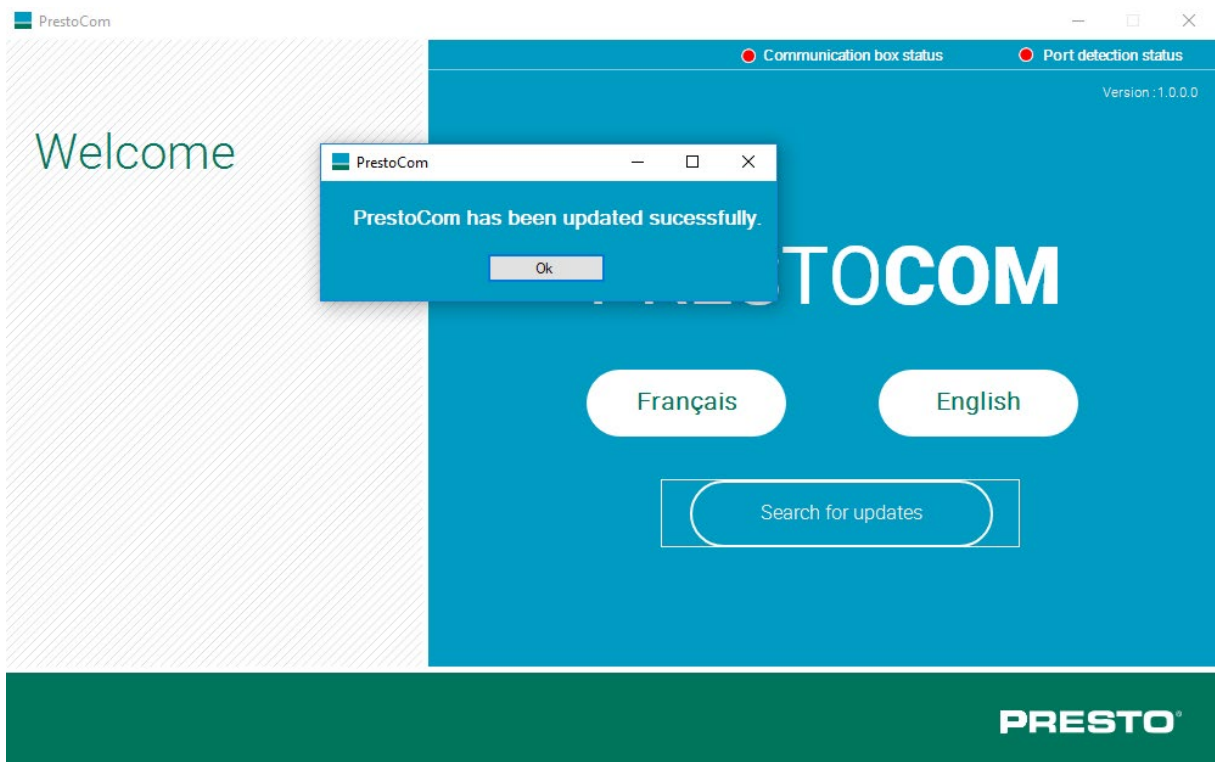 PrestoCom
Communication box status
Port detection status
Version : 1.0.0.0
Welcome
PrestoCom
PrestoCom has been updated sucessfully.
Ok
PRESTOCOM
Français
English
Search for updates
PRESTO®